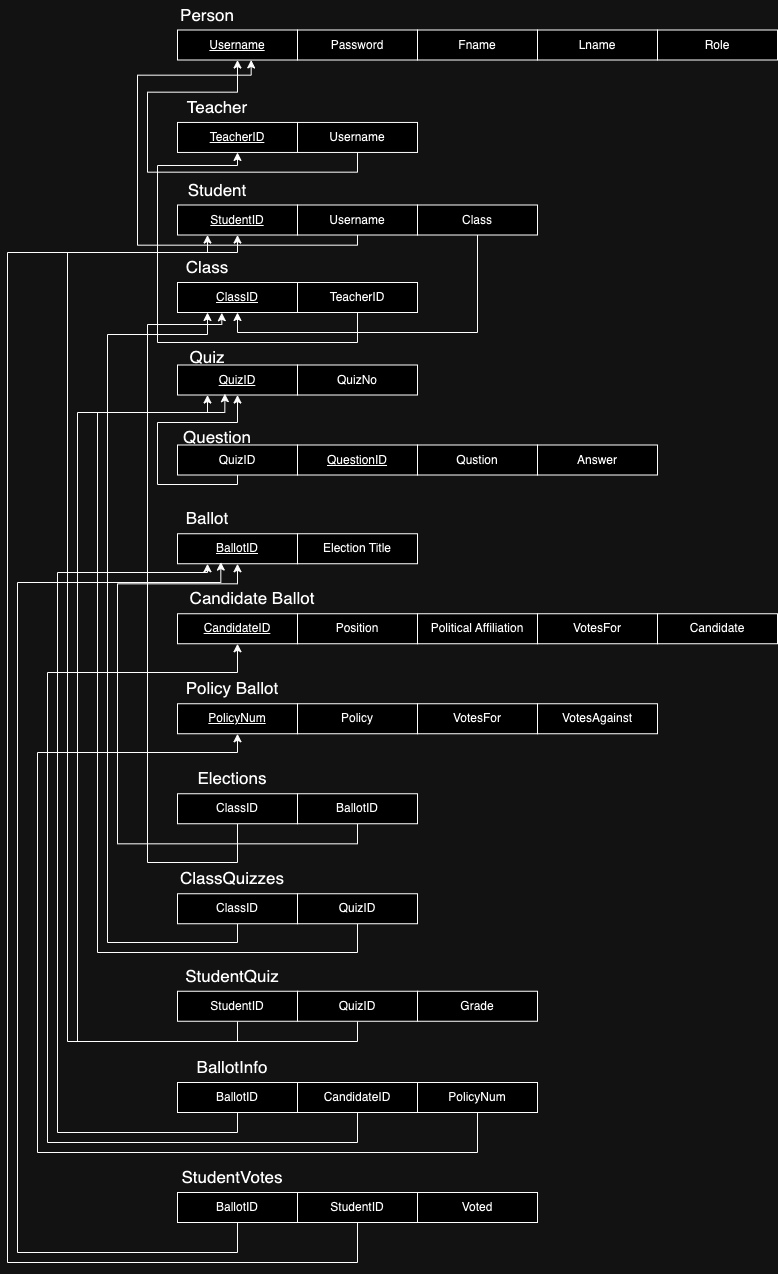 Person
Username Password Fname Lname Role
Teacher
TeacherID Username
Student
StudentID Username Class
Class
ClassID TeacherID
Quiz
QuizID QuizNo
Question
QuizID QuestionID Qustion Answer
Ballot
BallotID Election Title
Candidate Ballot
CandidateID Position Political Affiliation VotesFor Candidate
Policy Ballot
PolicyNum Policy VotesFor VotesAgainst
Elections
ClassID BallotID
ClassQuizzes
ClassID QuizID
StudentQuiz
StudentID QuizID Grade
BallotInfo
BallotID CandidateID PolicyNum
StudentVotes
BallotID StudentID Voted